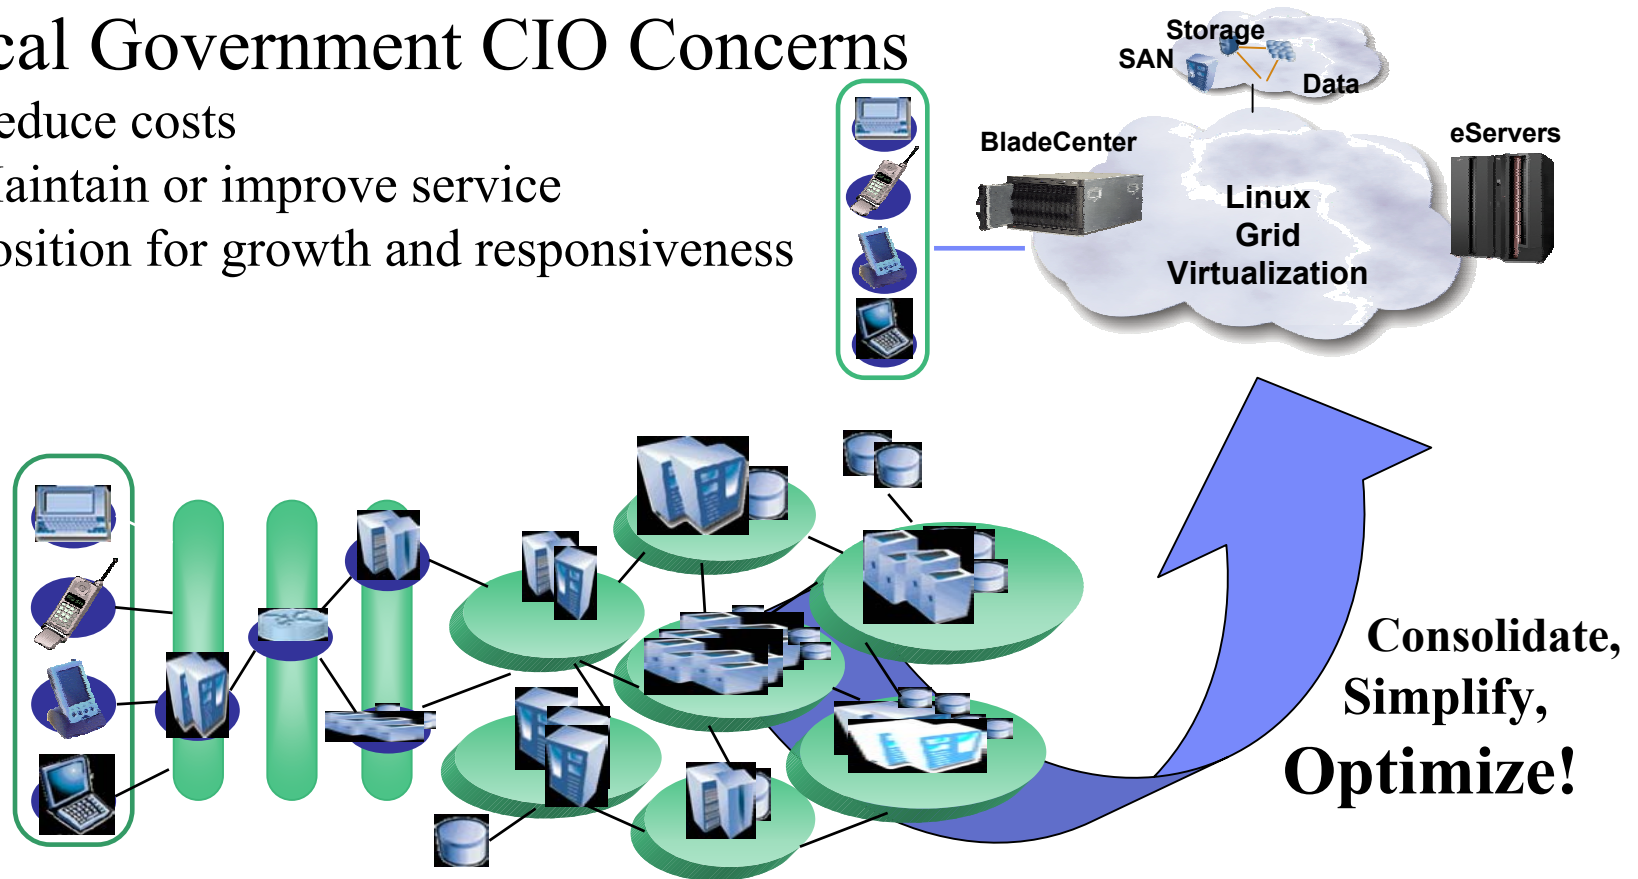 cal Government CIO Concerns
educe costs
aintain or improve service
osition for growth and responsiveness
Storage
SAN
Data
BladeCenter
eServers
Linux
Grid
Virtualization
Consolidate,
Simplify,
Optimize!